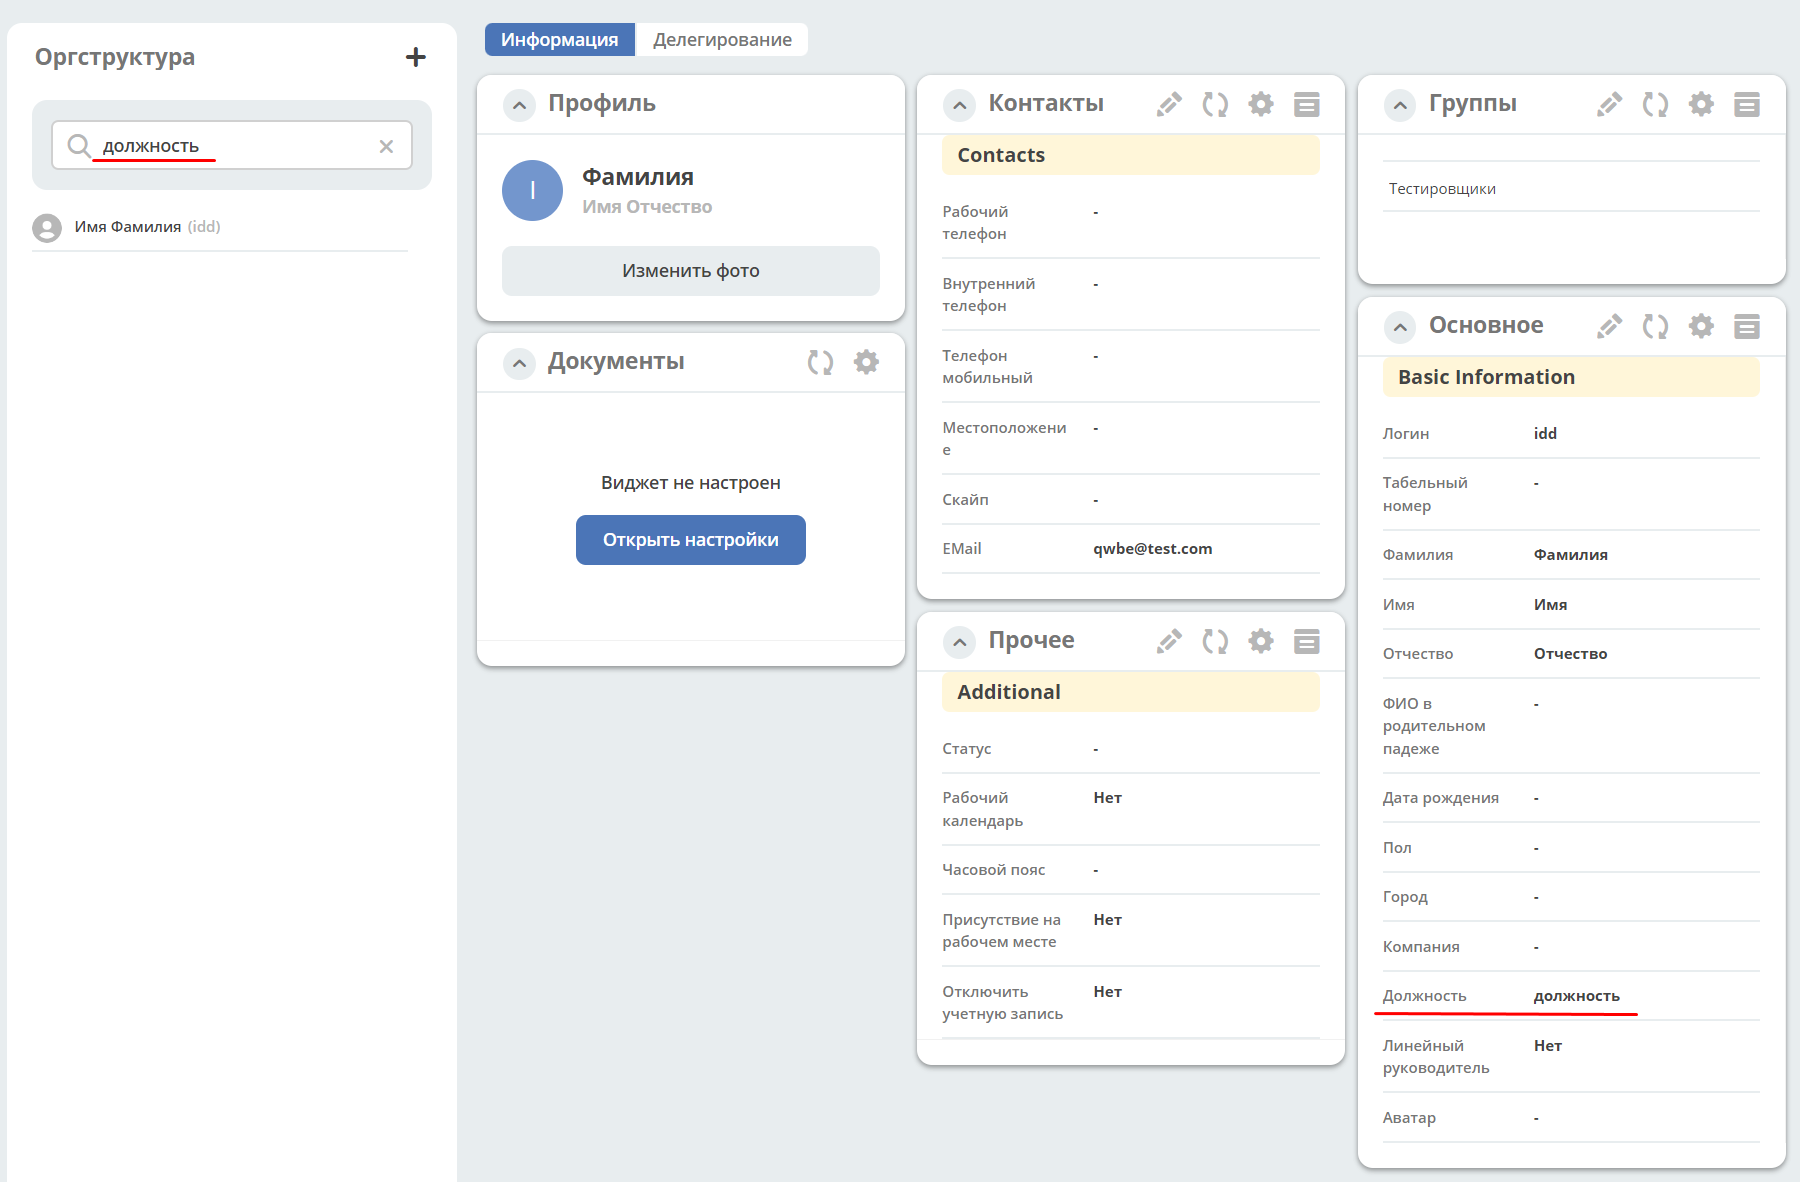 Оргструктура
должность
Имя Фамилия (idd)
Информация
Делегирование
Профиль
I
Фамилия
Имя Отчество
Изменить фото
Документы
Виджет не настроен
Открыть настройки
Контакты
Contacts
Рабочий
телефон
-
Внутренний
телефон
-
Телефон
мобильный
-
Местоположени
е
-
Скайп
-
EMail
qwbe@test.com
Прочее
Additional
Статус
-
Рабочий
календарь
Нет
Часовой пояс
-
Присутствие на
рабочем месте
Нет
Отключить
учетную запись
Нет
Группы
Тестировщики
Основное
Basic Information
Логин
idd
Табельный
номер
-
Фамилия
Фамилия
Имя
Имя
Отчество
Отчество
ФИО в
родительном
падеже
-
Дата рождения
-
Пол
-
Город
-
Компания
-
Должность
должность
Линейный
руководитель
Нет
Аватар
-